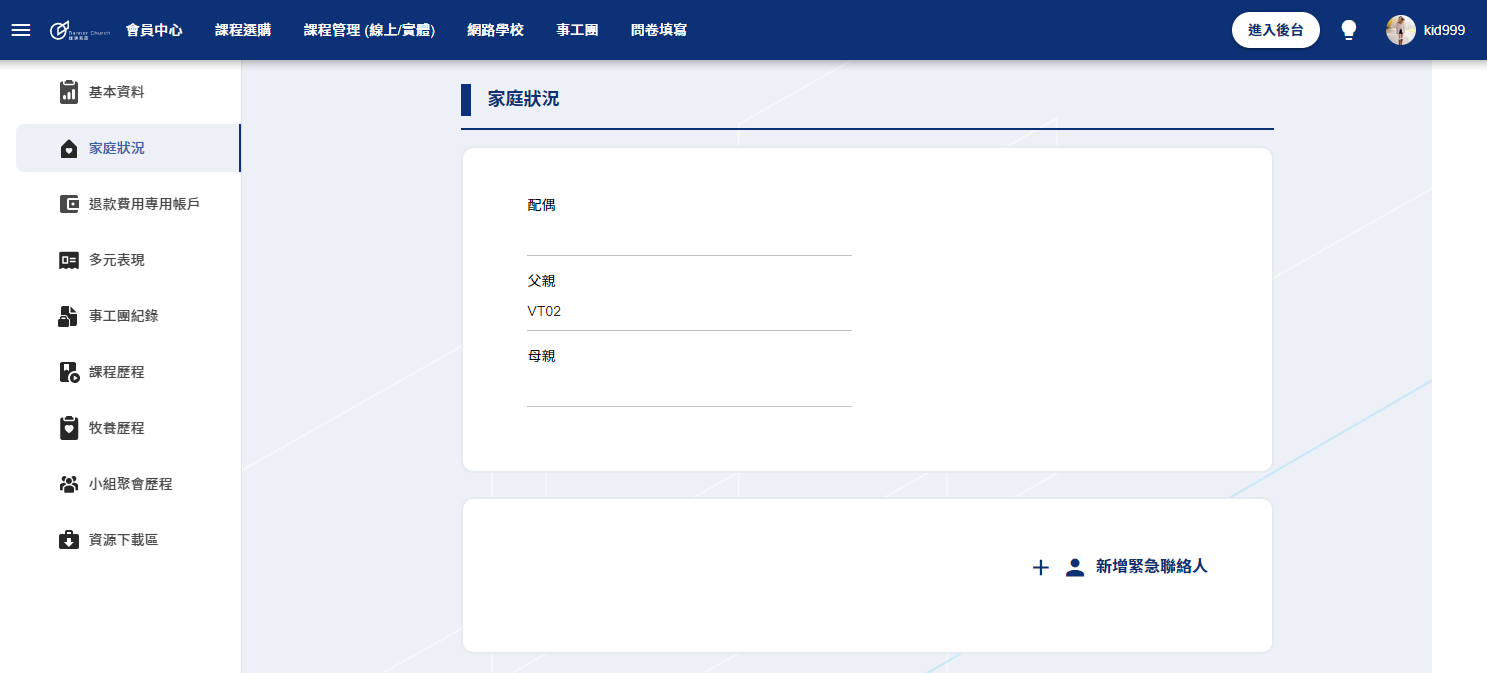 Banner Church
會員中心
課程選購
課程管理 (線上/實體)
網路學校
事工團
問卷填寫
進入後台
kid999
基本資料
家庭狀況
退款費用專用帳戶
多元表現
事工團紀錄
課程歷程
牧養歷程
小組聚會歷程
資源下載區
家庭狀況
配偶
父親
VT02
母親
新增緊急聯絡人